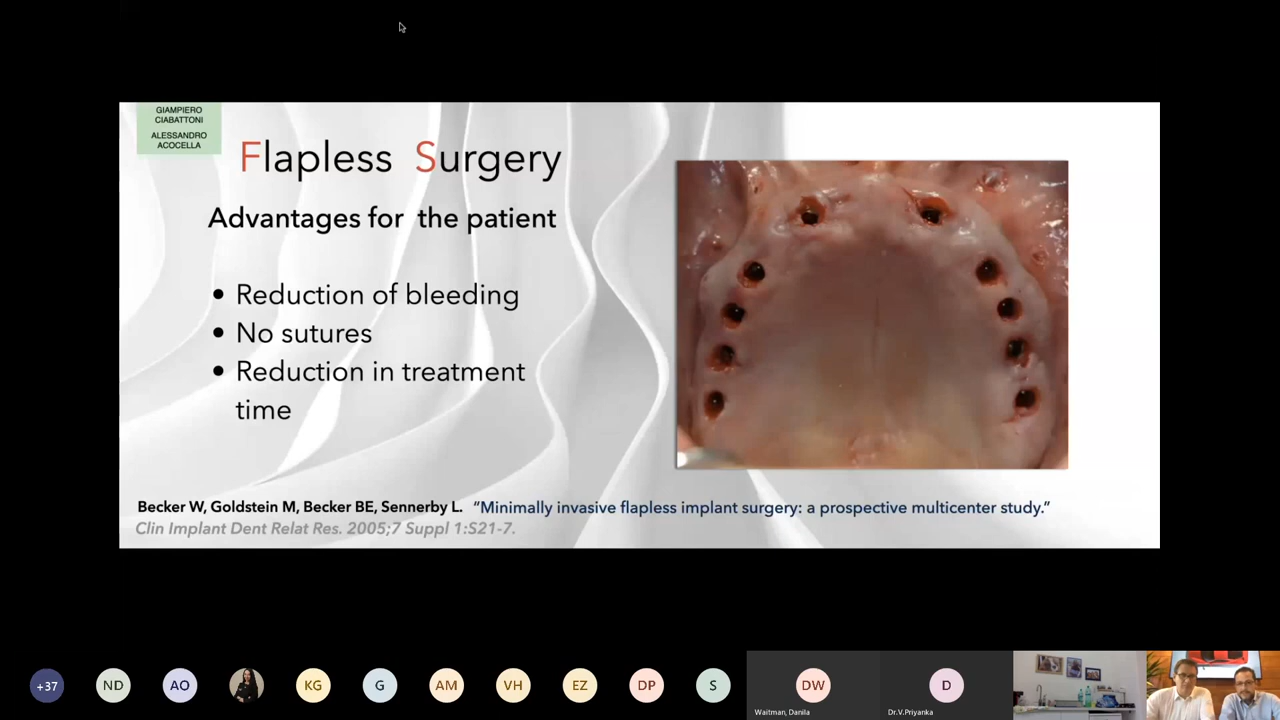 GIAMPIERO
CIABATTONI
ALESSANDRO
ACOCELLA
Flapless Surgery
Advantages for the patient
• Reduction of bleeding
• No sutures
• Reduction in treatment
time
Becker W, Goldstein M, Becker BE, Sennerby L. “Minimally invasive flapless implant surgery: a prospective multicenter study.”
Clin Implant Dent Relat Res. 2005;7 Suppl 1:S21-7.
+37 ND AO KG G AM VH EZ DP S DW D
Waitman, Danila Dr.V.Priyanka